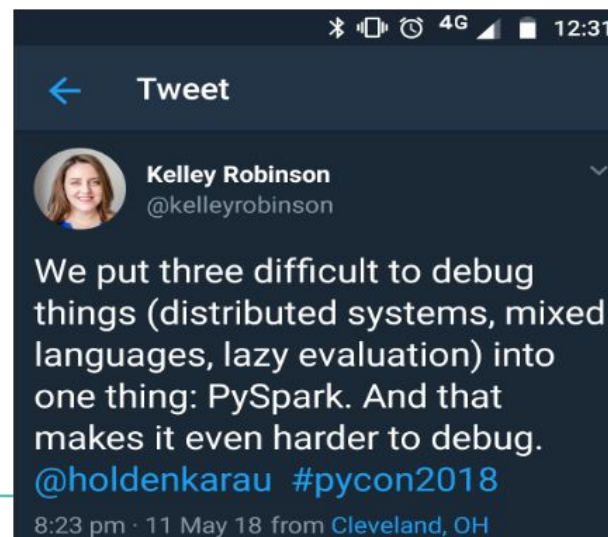 4G 12:31
Tweet
Kelley Robinson
@kelleyrobinson
We put three difficult to debug
things (distributed systems, mixed
languages, lazy evaluation) into
one thing: PySpark. And that
makes it even harder to debug.
@holdenkarau #pycon2018
8:23 pm · 11 May 18 from Cleveland, OH